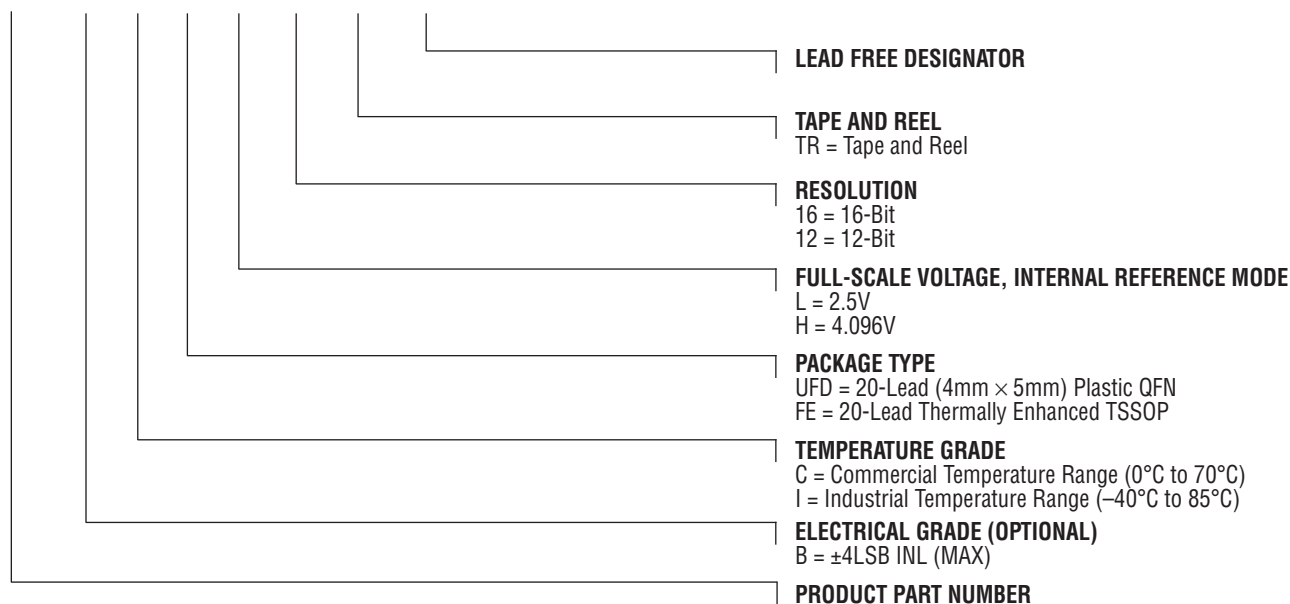 LEAD FREE DESIGNATOR
TAPE AND REEL
TR = Tape and Reel
RESOLUTION
16 = 16-Bit
12 = 12-Bit
FULL-SCALE VOLTAGE, INTERNAL REFERENCE MODE
L = 2.5V
H = 4.096V
PACKAGE TYPE
UFD = 20-Lead (4mm × 5mm) Plastic QFN
FE = 20-Lead Thermally Enhanced TSSOP
TEMPERATURE GRADE
C = Commercial Temperature Range (0°C to 70°C)
I = Industrial Temperature Range (–40°C to 85°C)
ELECTRICAL GRADE (OPTIONAL)
B = ±4LSB INL (MAX)
PRODUCT PART NUMBER